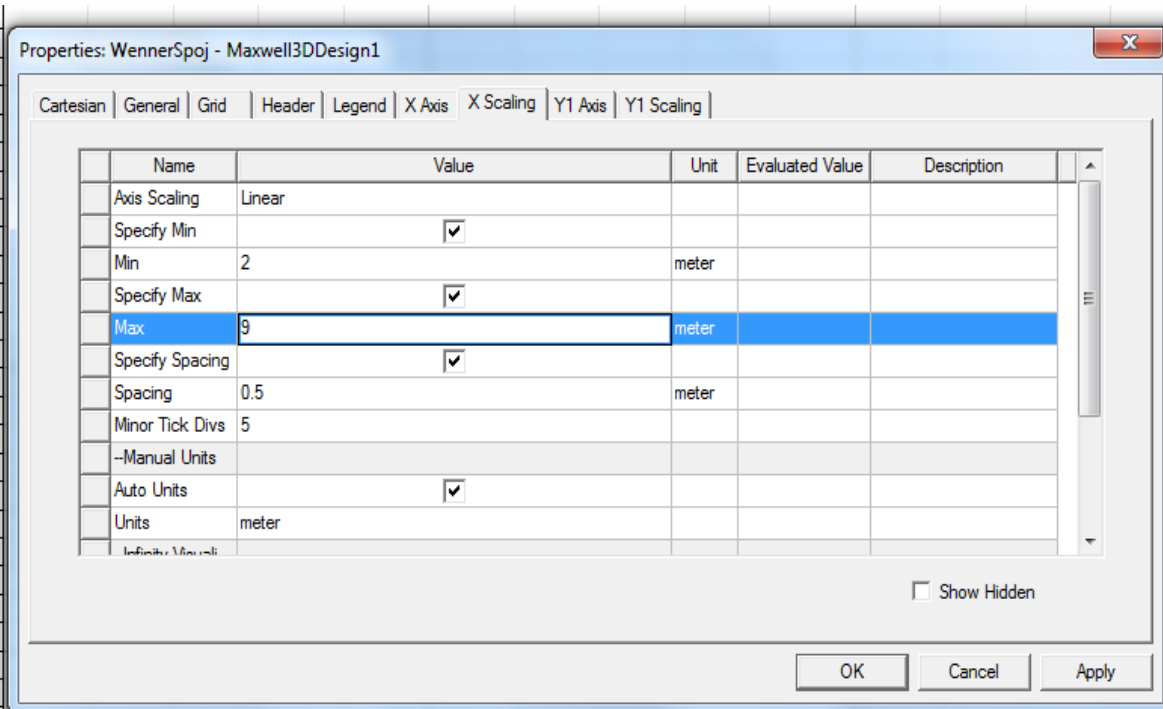 Properties: WennerSpoj - Maxwell3DDesign1
X
Cartesian General Grid Header Legend X Axis X Scaling Y1 Axis Y1 Scaling
Name Value Unit Evaluated Value Description
Axis Scaling Linear
Specify Min
Min 2 meter
Specify Max
Max 9 meter
Specify Spacing
Spacing 0.5 meter
Minor Tick Divs 5
--Manual Units
Auto Units
Units meter
Show Hidden
OK Cancel Apply